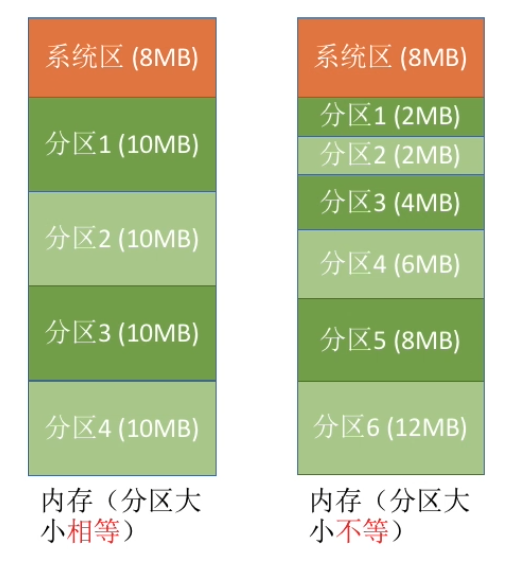 系统区 (8MB)
分区1 (10MB)
分区2 (10MB)
分区3 (10MB)
分区4 (10MB)
内存（分区大
小相等）
系统区 (8MB)
分区1 (2MB)
分区2 (2MB)
分区3 (4MB)
分区4 (6MB)
分区5 (8MB)
分区6 (12MB)
内存（分区大
小不等）